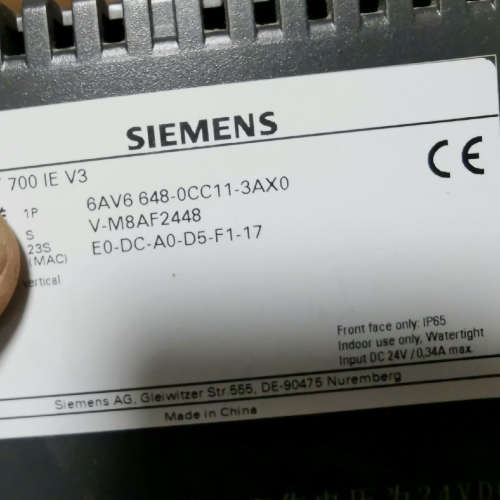 SIEMENS
700 IE V3
1P 6AV6 648-0CC11-3AX0
S V-M8AF2448
23S (MAC) E0-DC-A0-D5-F1-17
vertical
CE
Front face only: IP65
Indoor use only, Watertight
Input DC 24V / 0,34A max.
Siemens AG, Gleiwitzer Str.555, DE-90475 Nuremberg
Made in China